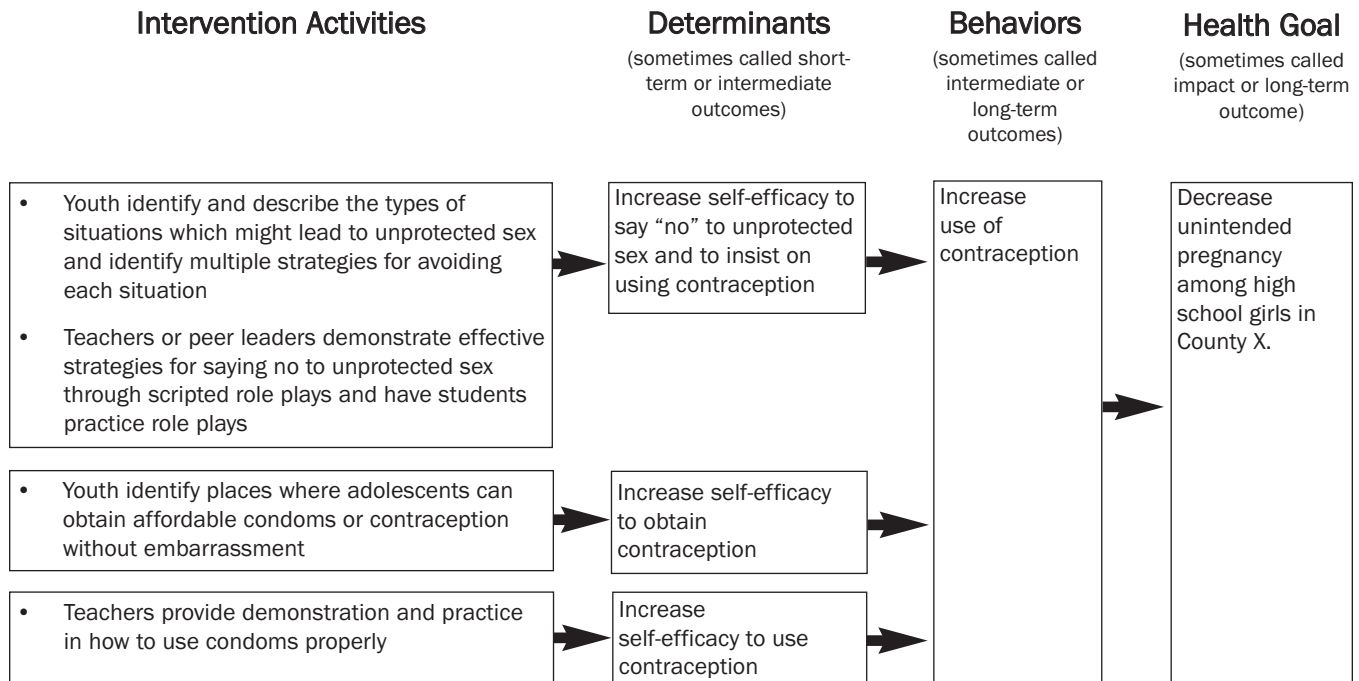 Intervention Activities
Determinants
(sometimes called short-
term or intermediate
outcomes)
Behaviors
(sometimes called
intermediate or
long-term
outcomes)
Health Goal
(sometimes called
impact or long-term
outcome)
• Youth identify and describe the types of
situations which might lead to unprotected sex
and identify multiple strategies for avoiding
each situation
• Teachers or peer leaders demonstrate effective
strategies for saying no to unprotected sex
through scripted role plays and have students
practice role plays
Increase self-efficacy to
say “no” to unprotected
sex and to insist on
using contraception
Increase
use of
contraception
Decrease
unintended
pregnancy
among high
school girls in
County X.
• Youth identify places where adolescents can
obtain affordable condoms or contraception
without embarrassment
Increase self-efficacy
to obtain
contraception
• Teachers provide demonstration and practice
in how to use condoms properly
Increase
self-efficacy to use
contraception